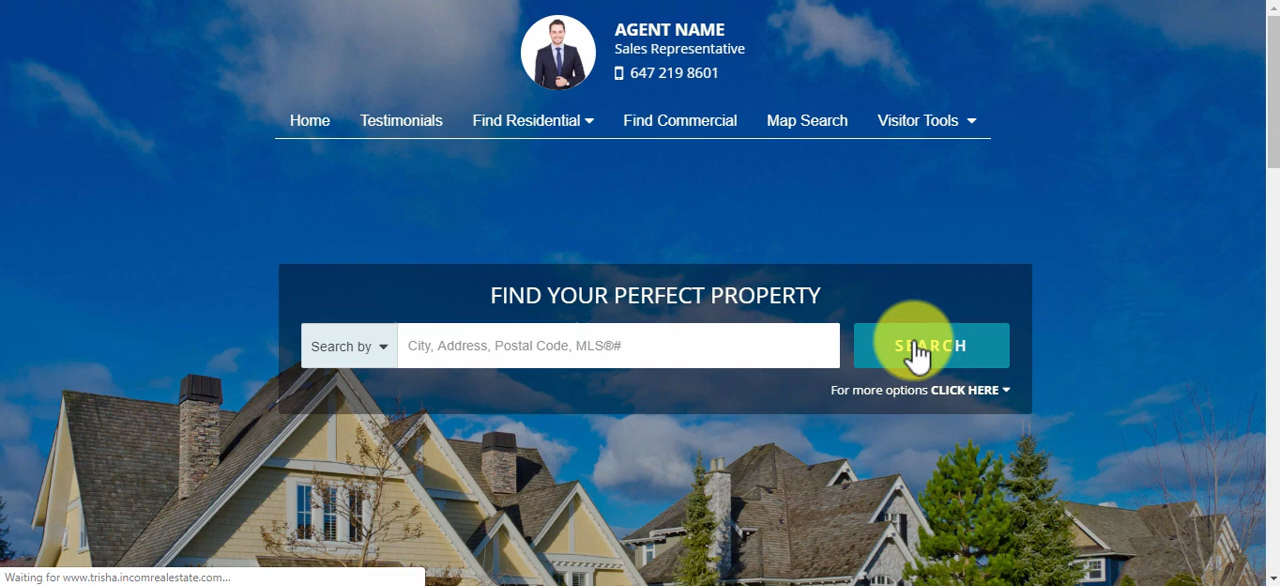 AGENT NAME
Sales Representative
647 219 8601
Home Testimonials Find Residential Find Commercial Map Search Visitor Tools
FIND YOUR PERFECT PROPERTY
Search by City, Address, Postal Code, MLS®# SEARCH
For more options CLICK HERE
Waiting for www.trisha.incomrealestate.com...